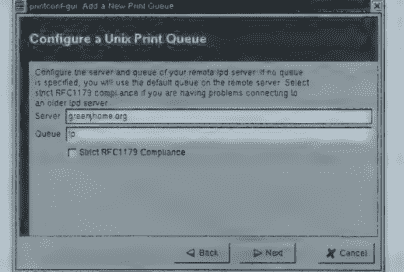 printconf-gui: Add a New Print Queue
Configure a Unix Print Queue
Configure the server and queue of your remote lpd server. If no queue
is specified, you will use the default queue on the remote server. Select
strict RFC1179 compliance if you are having problems connecting to
an older lpd server.
Server
Queue lp
Strict RFC1179 Compliance
Back
Next
Cancel